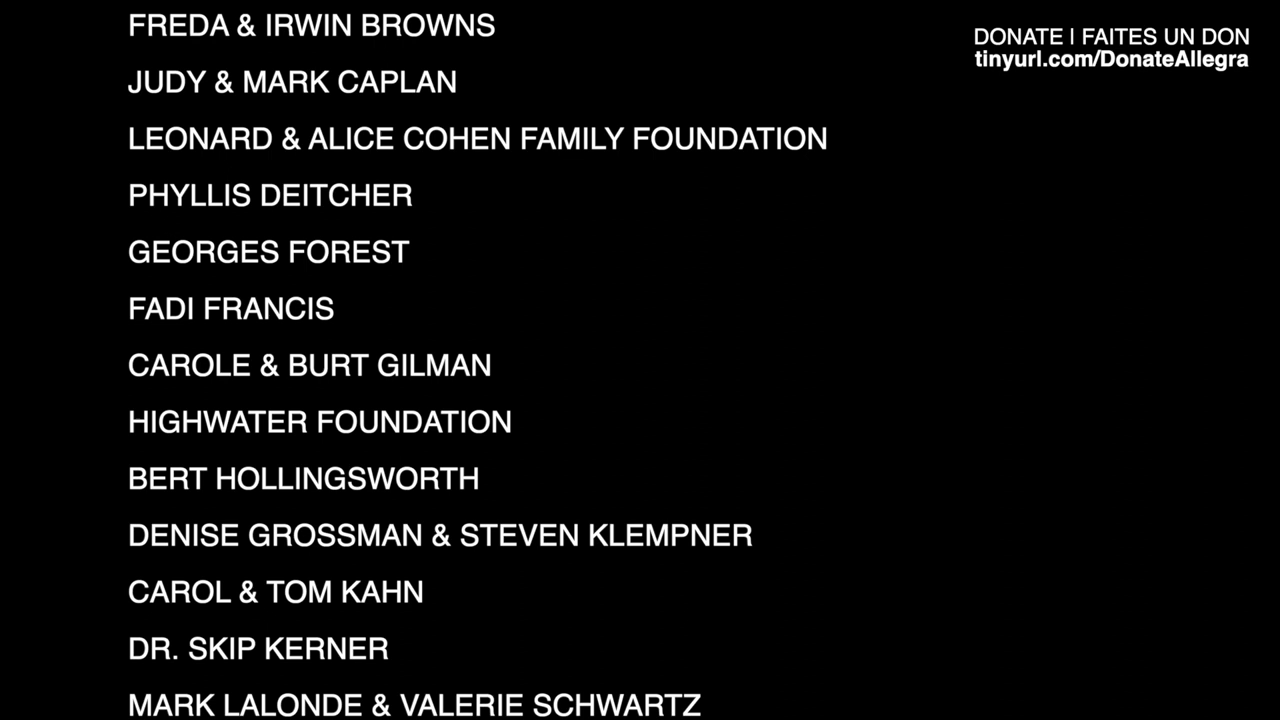 FREDA & IRWIN BROWNS
JUDY & MARK CAPLAN
LEONARD & ALICE COHEN FAMILY FOUNDATION
PHYLLIS DEITCHER
GEORGES FOREST
FADI FRANCIS
CAROLE & BURT GILMAN
HIGHWATER FOUNDATION
BERT HOLLINGSWORTH
DENISE GROSSMAN & STEVEN KLEMPNER
CAROL & TOM KAHN
DR. SKIP KERNER
MARK LALONDE & VALERIE SCHWARTZ
DONATE | FAITES UN DON
tinyurl.com/DonateAllegra